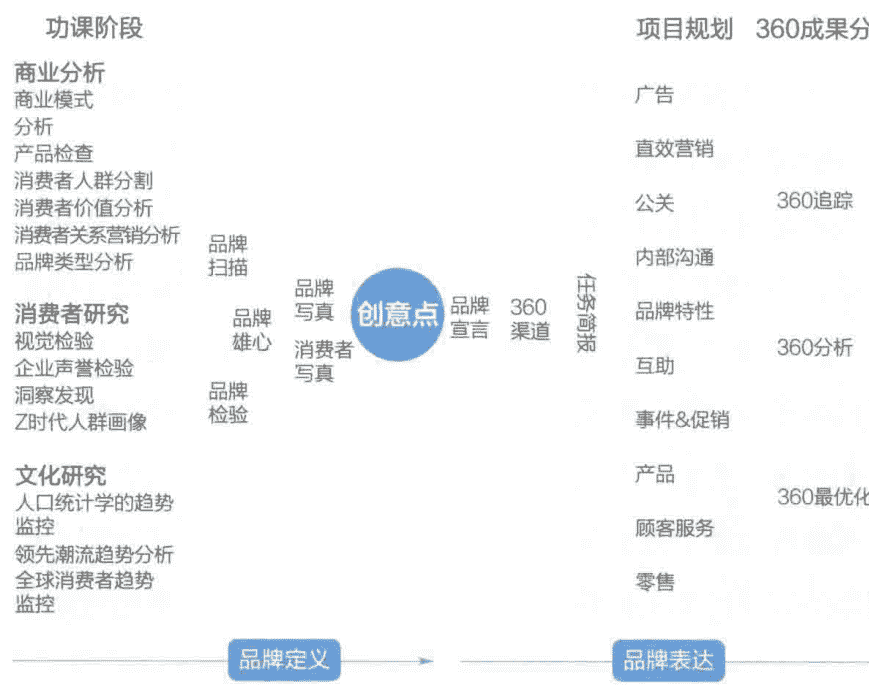 功课阶段
商业分析
商业模式
分析
产品检查
消费者人群分割
消费者价值分析
消费者关系营销分析
品牌类型分析
消费者研究
视觉检验
企业声誉检验
洞察发现
Z时代人群画像
文化研究
人口统计学的趋势
监控
领先潮流趋势分析
全球消费者趋势
监控
品牌
扫描
品牌
雄心
品牌
检验
品牌
写真
消费者
写真
创意点
品牌
宣言
360
渠道
任务简报
项目规划
广告
直效营销
公关
内部沟通
品牌特性
互助
事件&促销
产品
顾客服务
零售
360成果分
360追踪
360分析
360最优化
品牌定义
品牌表达